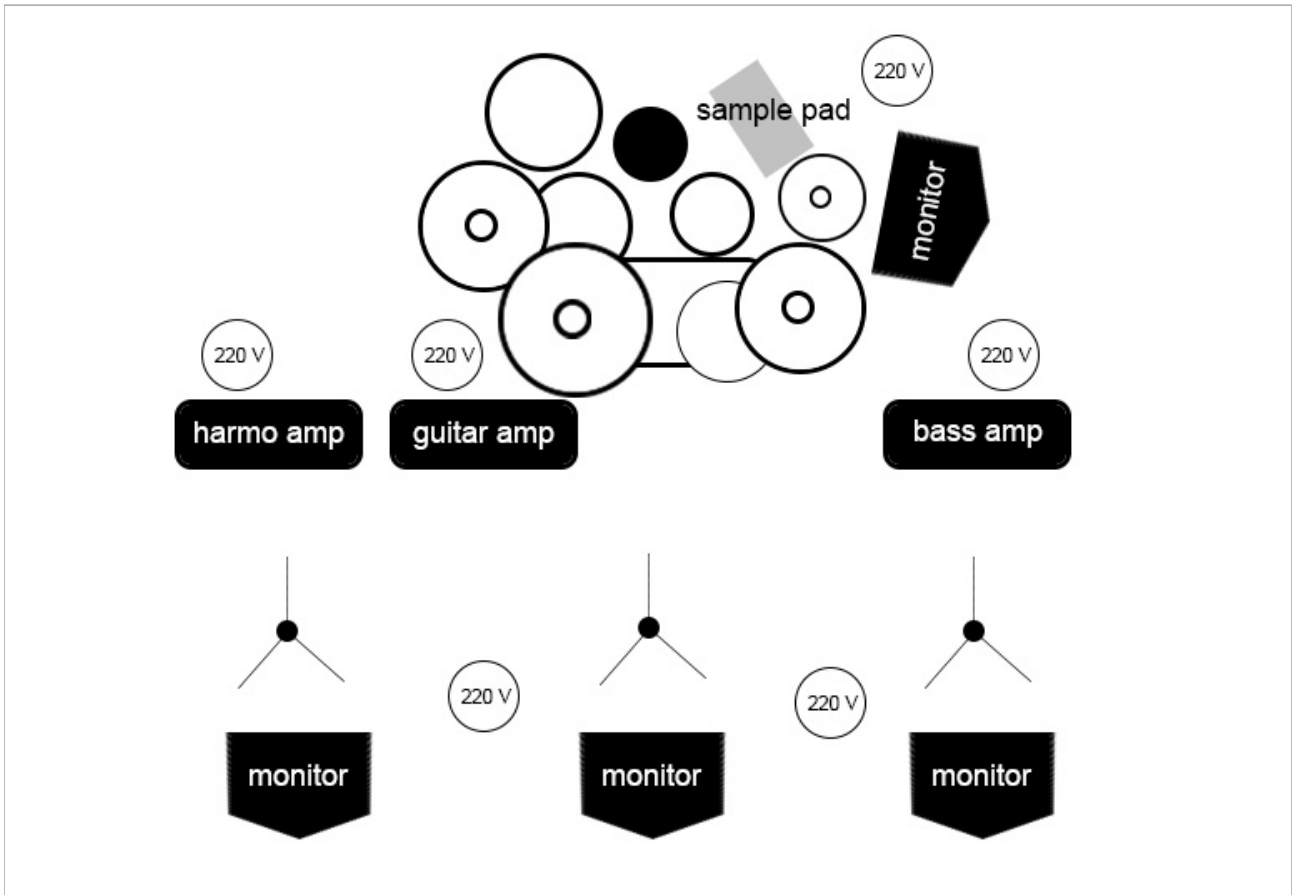 220 V
sample pad
monitor
220 V
220 V
220 V
harmo amp
guitar amp
bass amp
220 V
220 V
monitor
monitor
monitor